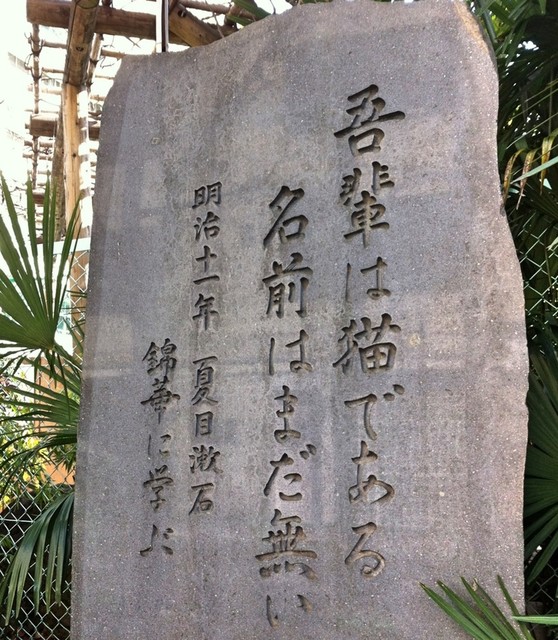 吾輩は猫である
名前はまだ無い
明治十一年 夏目漱石
錦華に学ぶ